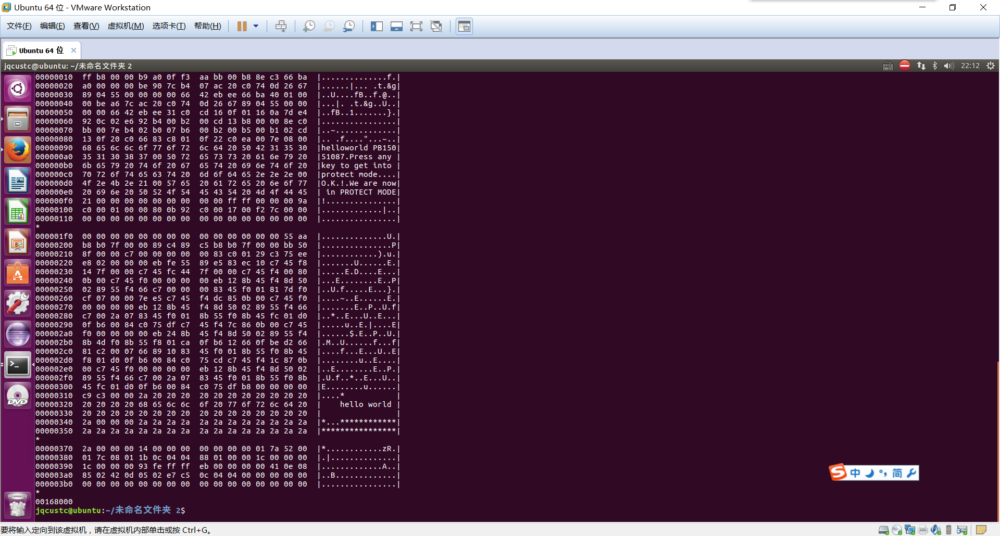 Ubuntu 64 位 - VMware Workstation
文件(F) 编辑(E) 查看(V) 虚拟机(M) 选项卡(T) 帮助(H)
Ubuntu 64 位
jqcustc@ubuntu: ~/未命名文件夹 2
22:12
00000010  ff b8 00 00 b9 a0 0f f3  aa bb 00 b8 8e c3 66 ba  |..............f.|
00000020  a0 00 00 00 be 90 7c b4  07 ac 20 c0 74 0d 26 67  |......|... .t.&g|
00000030  89 04 55 00 00 00 00 66  42 eb ee 66 ba 40 01 00  |..U....fB..f.@..|
00000040  00 be a6 7c ac 20 c0 74  0d 26 67 89 04 55 00 00  |...|. .t.&g..U..|
00000050  00 00 66 42 eb ee 31 c0  cd 16 0f 01 16 0a 7d e4  |..fB..1.......}.|
00000060  92 0c 02 e6 92 b4 00 b2  00 cd 13 b8 00 00 8e c0  |................|
00000070  bb 00 7e b4 02 b0 07 b6  00 b2 00 b5 00 b1 02 cd  |..~.............|
00000080  13 0f 20 c0 66 83 c8 01  0f 22 c0 ea 00 7e 08 00  |.. .f...."...~..|
00000090  68 65 6c 6c 6f 77 6f 72  6c 64 20 50 42 31 35 30  |helloworld PB150|
000000a0  35 31 30 38 37 00 50 72  65 73 73 20 61 6e 79 20  |51087.Press any |
000000b0  6b 65 79 20 74 6f 20 67  65 74 20 69 6e 74 6f 20  |key to get into |
000000c0  70 72 6f 74 65 63 74 20  6d 6f 64 65 2e 2e 2e 00  |protect mode....|
000000d0  4f 2e 4b 2e 21 00 57 65  20 61 72 65 20 6e 6f 77  |O.K.!.We are now|
000000e0  20 69 6e 20 50 52 4f 54  45 43 54 20 4d 4f 44 45  | in PROTECT MODE|
000000f0  21 00 00 00 00 00 00 00  00 00 ff ff 00 00 00 9a  |!...............|
00000100  c0 00 01 00 00 80 0b 92  c0 00 17 00 f2 7c 00 00  |.............|..|
00000110  00 00 00 00 00 00 00 00  00 00 00 00 00 00 00 00  |................|
*
000001f0  00 00 00 00 00 00 00 00  00 00 00 00 00 00 55 aa  |..............U.|
00000200  b8 b0 7f 00 00 89 c4 89  c5 b8 b0 7f 00 00 bb 50  |...............P|
00000210  8f 00 00 c7 00 00 00 00  00 83 c0 01 29 c3 75 ee  |............).u.|
00000220  e8 02 00 00 00 eb fe 55  89 e5 83 ec 10 c7 45 f8  |.......U......E.|
00000230  14 7f 00 00 c7 45 fc 44  7f 00 00 c7 45 f4 00 80  |.....E.D....E...|
00000240  0b 00 c7 45 f0 00 00 00  00 eb 12 8b 45 f4 8d 50  |...E........E..P|
00000250  02 89 55 f4 66 c7 00 00  00 83 45 f0 01 81 7d f0  |..U.f.....E...}.|
00000260  cf 07 00 00 7e e5 c7 45  f4 dc 85 0b 00 c7 45 f0  |....~..E......E.|
00000270  00 00 00 00 eb 12 8b 45  f4 8d 50 02 89 55 f4 66  |.......E..P..U.f|
00000280  c7 00 2a 07 83 45 f0 01  8b 55 f0 8b 45 fc 01 d0  |..*..E...U..E...|
00000290  0f b6 00 84 c0 75 df c7  45 f4 7c 86 0b 00 c7 45  |.....u..E.|....E|
000002a0  f0 00 00 00 00 eb 24 8b  45 f4 8d 50 02 89 55 f4  |......$.E..P..U.|
000002b0  8b 4d f0 8b 55 f8 01 ca  0f b6 12 66 0f be d2 66  |.M..U......f...f|
000002c0  81 c2 00 07 66 89 10 83  45 f0 01 8b 55 f0 8b 45  |....f...E...U..E|
000002d0  f8 01 d0 0f b6 00 84 c0  75 cd c7 45 f4 1c 87 0b  |........u..E....|
000002e0  00 c7 45 f0 00 00 00 00  eb 12 8b 45 f4 8d 50 02  |..E........E..P.|
000002f0  89 55 f4 66 c7 00 2a 07  83 45 f0 01 8b 55 f0 8b  |.U.f..*..E...U..|
00000300  45 fc 01 d0 0f b6 00 84  c0 75 df b8 00 00 00 00  |E........u......|
00000310  c9 c3 00 00 2a 20 20 20  20 20 20 20 20 20 20 20  |....*           |
00000320  20 20 20 20 68 65 6c 6c  6f 20 77 6f 72 6c 64 20  |    hello world |
00000330  20 20 20 20 20 20 20 20  20 20 20 20 20 20 20 20  |                |
00000340  2a 00 00 00 2a 2a 2a 2a  2a 2a 2a 2a 2a 2a 2a 2a  |*...************|
00000350  2a 2a 2a 2a 2a 2a 2a 2a  2a 2a 2a 2a 2a 2a 2a 2a  |****************|
*
00000370  2a 00 00 00 14 00 00 00  00 00 00 00 01 7a 52 00  |*............zR.|
00000380  01 7c 08 01 1b 0c 04 04  88 01 00 00 1c 00 00 00  |.|..............|
00000390  1c 00 00 00 93 fe ff ff  eb 00 00 00 00 41 0e 08  |.............A..|
000003a0  85 02 42 0d 05 02 e7 c5  0c 04 04 00 00 00 00 00  |..B.............|
000003b0  00 00 00 00 00 00 00 00  00 00 00 00 00 00 00 00  |................|
*
00168000
jqcustc@ubuntu:~/未命名文件夹 2$
DVD
S 中 简
要将输入定向到该虚拟机，请在虚拟机内部单击或按 Ctrl+G。